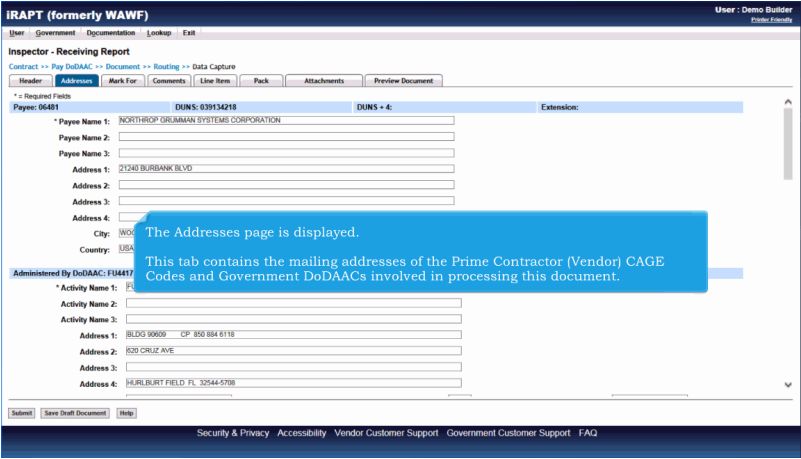 iRAPT (formerly WAWF)
User : Demo Builder
Printer Friendly
User Government Documentation Lookup Exit
Inspector - Receiving Report
Contract >> Pay DoDAAC >> Document >> Routing >> Data Capture
Header Addresses Mark For Comments Line Item Pack Attachments Preview Document
* = Required Fields
Payee: 06481 DUNS: 039134218 DUNS + 4: Extension:
* Payee Name 1: NORTHROP GRUMMAN SYSTEMS CORPORATION
Payee Name 2:
Payee Name 3:
Address 1: 21240 BURBANK BLVD
Address 2:
Address 3:
Address 4:
City:
Country: USA
The Addresses page is displayed.
This tab contains the mailing addresses of the Prime Contractor (Vendor) CAGE
Codes and Government DoDAACs involved in processing this document.
Administered By DoDAAC: FU4417
* Activity Name 1:
Activity Name 2:
Activity Name 3:
Address 1: BLDG 90609 CP 850 884 6118
Address 2: 620 CRUZ AVE
Address 3:
Address 4: HURLBURT FIELD FL 32544-5708
Submit Save Draft Document Help
Security & Privacy Accessibility Vendor Customer Support Government Customer Support FAQ